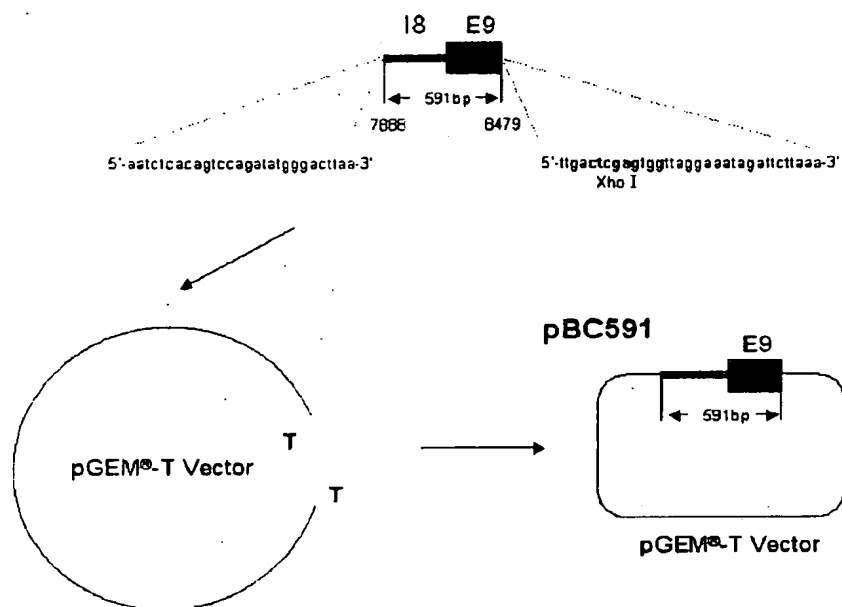 I8 E9
591bp
7888 8479
5'-aatctcacagtccagatatgggacttaa-3' 5'-ttgactcgagtggttaggaaatagattcttaaa-3'
Xho I
pBC591
E9
591bp
T
pGEM®-T Vector
T
pGEM®-T Vector